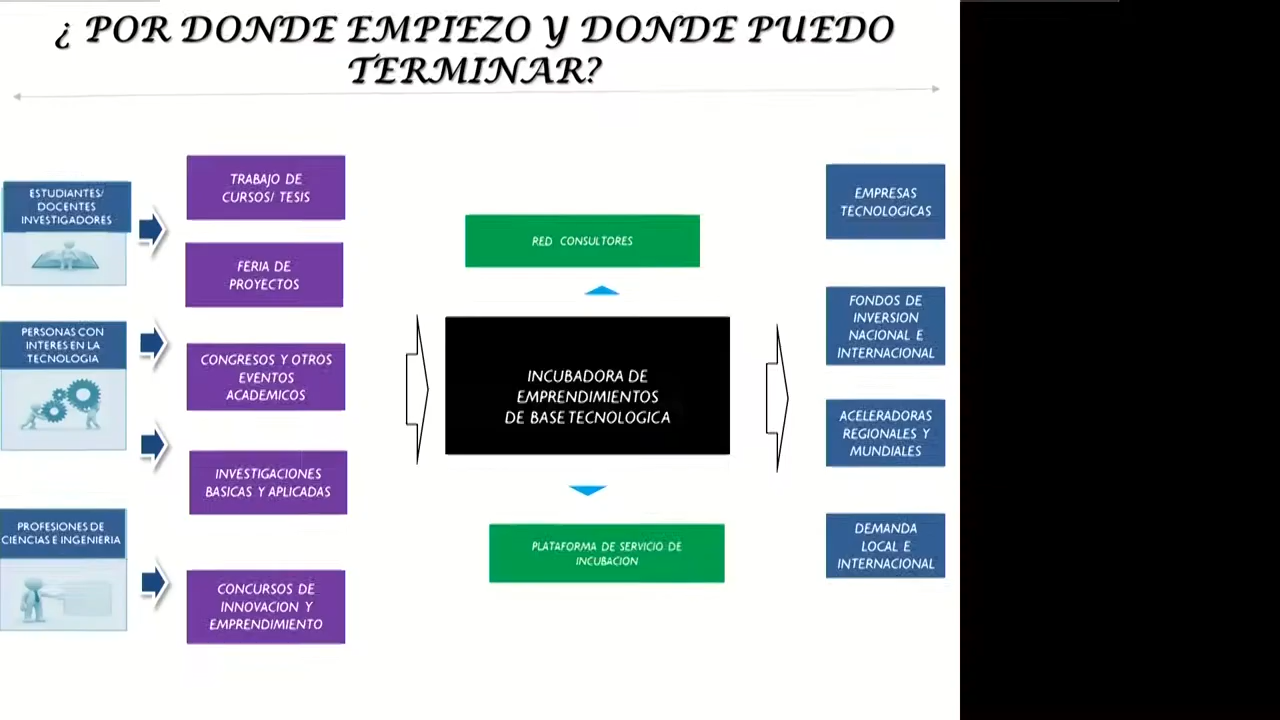 ¿ POR DONDE EMPIEZO Y DONDE PUEDO
TERMINAR?
ESTUDIANTES/
DOCENTES
INVESTIGADORES
PERSONAS CON
INTERES EN LA
TECNOLOGIA
PROFESIONES DE
CIENCIAS E INGENIERIA
TRABAJO DE
CURSOS/ TESIS
FERIA DE
PROYECTOS
CONGRESOS Y OTROS
EVENTOS
ACADEMICOS
INVESTIGACIONES
BASICAS Y APLICADAS
CONCURSOS DE
INNOVACION Y
EMPRENDIMIENTO
RED CONSULTORES
INCUBADORA DE
EMPRENDIMIENTOS
DE BASE TECNOLOGICA
PLATAFORMA DE SERVICIO DE
INCUBACION
EMPRESAS
TECNOLOGICAS
FONDOS DE
INVERSION
NACIONAL E
INTERNACIONAL
ACELERADORAS
REGIONALES Y
MUNDIALES
DEMANDA
LOCAL E
INTERNACIONAL